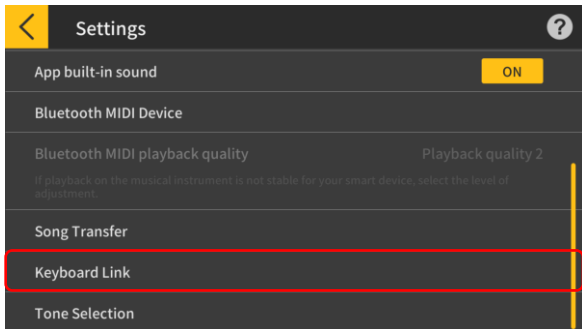 Settings
?
App built-in sound ON
Bluetooth MIDI Device
Bluetooth MIDI playback quality Playback quality 2
If playback on the musical instrument is not stable for your smart device, select the level of
adjustment.
Song Transfer
Keyboard Link
Tone Selection